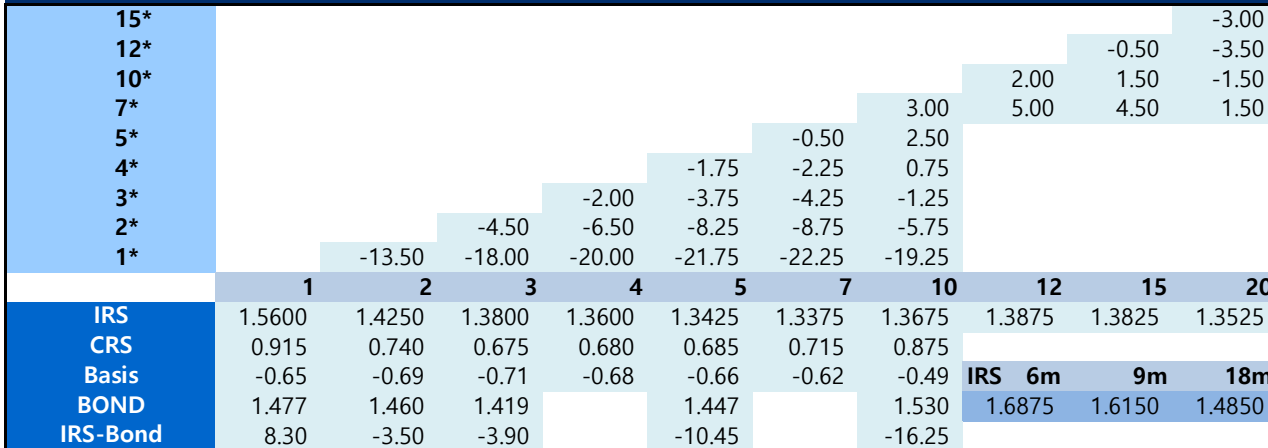 15* -3.00
12* -0.50 -3.50
10* 2.00 1.50 -1.50
7* 3.00 5.00 4.50 1.50
5* -0.50 2.50
4* -1.75 -2.25 0.75
3* -2.00 -3.75 -4.25 -1.25
2* -4.50 -6.50 -8.25 -8.75 -5.75
1* -13.50 -18.00 -20.00 -21.75 -22.25 -19.25
1 2 3 4 5 7 10 12 15 20
IRS 1.5600 1.4250 1.3800 1.3600 1.3425 1.3375 1.3675 1.3875 1.3825 1.3525
CRS 0.915 0.740 0.675 0.680 0.685 0.715 0.875
Basis -0.65 -0.69 -0.71 -0.68 -0.66 -0.62 -0.49 IRS 6m 9m 18m
BOND 1.477 1.460 1.419 1.447 1.530 1.6875 1.6150 1.4850
IRS-Bond 8.30 -3.50 -3.90 -10.45 -16.25